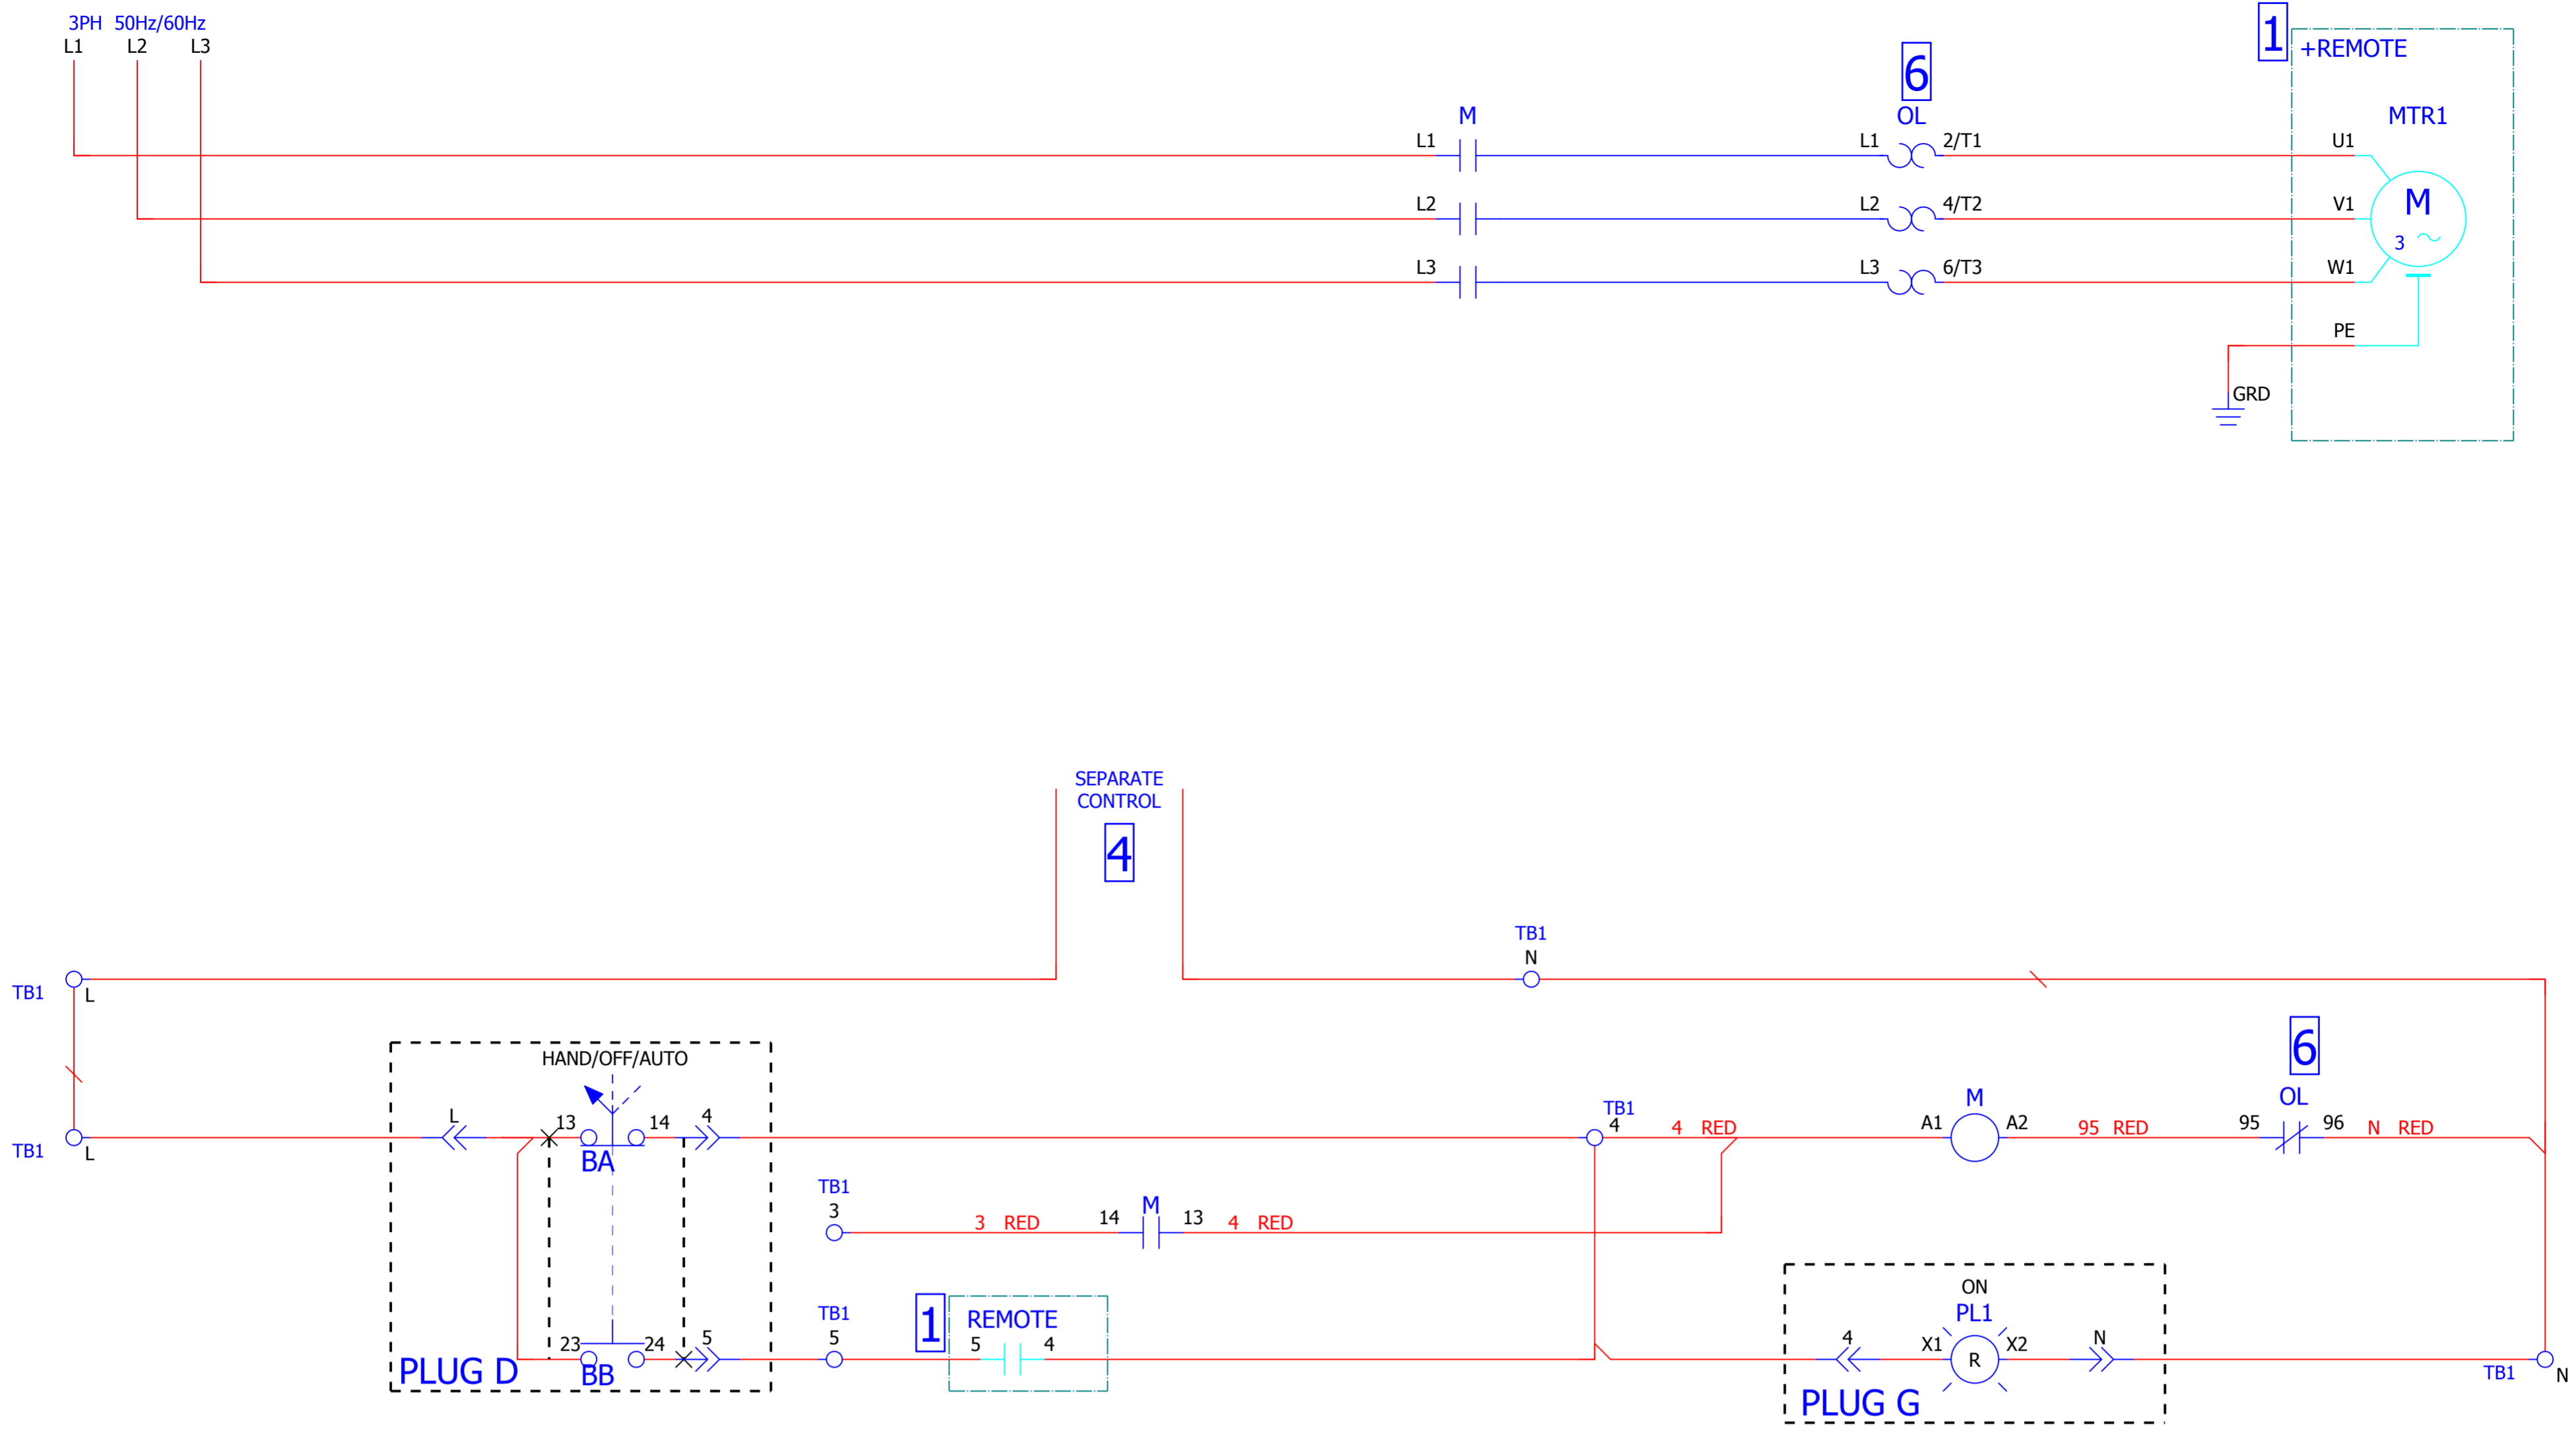 3PH 50Hz/60Hz
L1 L2 L3
1
+REMOTE
6
M
OL
MTR1
L1
L1
2/T1
U1
L2
L2
4/T2
V1
M
3
L3
L3
6/T3
W1
PE
GRD
SEPARATE
CONTROL
4
TB1
N
TB1
L
6
HAND/OFF/AUTO
OL
L
13
14
4
TB1
4
4 RED
M
A1
A2
95 RED
95
96
N RED
TB1
L
BA
TB1
3
3 RED
14
M
13
4 RED
ON
TB1
5
1
REMOTE
5
4
PL1
23
24
5
4
X1
R
X2
N
PLUG D
BB
TB1
N
PLUG G